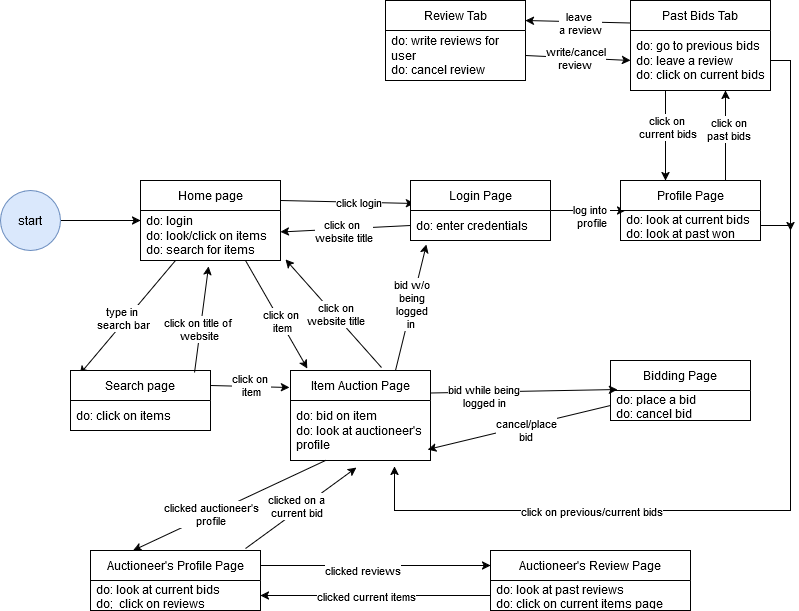 Review Tab
do: write reviews for
user
do: cancel review
leave
a review
write/cancel
review
Past Bids Tab
do: go to previous bids
do: leave a review
do: click on current bids
click on
current bids
click on
past bids
start
Home page
do: login
do: look/click on items
do: search for items
click login
click on
website title
Login Page
do: enter credentials
log into
profile
Profile Page
do: look at current bids
do: look at past won
type in
search bar
click on title of
website
click on
item
click on
website title
bid w/o
being
logged
in
Search page
do: click on items
click on
item
Item Auction Page
do: bid on item
do: look at auctioneer's
profile
bid while being
logged in
cancel/place
bid
Bidding Page
do: place a bid
do: cancel bid
clicked auctioneer's
profile
clicked on a
current bid
click on previous/current bids
Auctioneer's Profile Page
do: look at current bids
do;  click on reviews
clicked reviews
clicked current items
Auctioneer's Review Page
do: look at past reviews
do: click on current items page